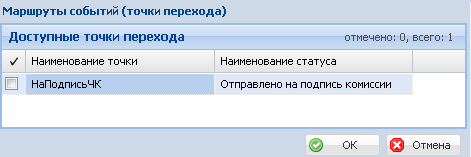 Маршруты событий (точки перехода)
Доступные точки перехода отмечено: 0, всего: 1
Наименование точки Наименование статуса
НаПодписьЧК Отправлено на подпись комиссии
ОК Отмена